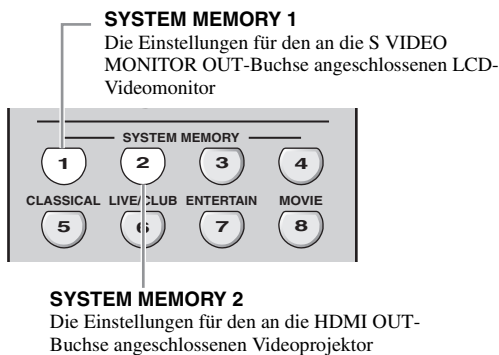 SYSTEM MEMORY 1
Die Einstellungen für den an die S VIDEO
MONITOR OUT-Buchse angeschlossenen LCD-
Videomonitor
SYSTEM MEMORY
1 2 3 4
CLASSICAL LIVE/CLUB ENTERTAIN MOVIE
5 6 7 8
SYSTEM MEMORY 2
Die Einstellungen für den an die HDMI OUT-
Buchse angeschlossenen Videoprojektor